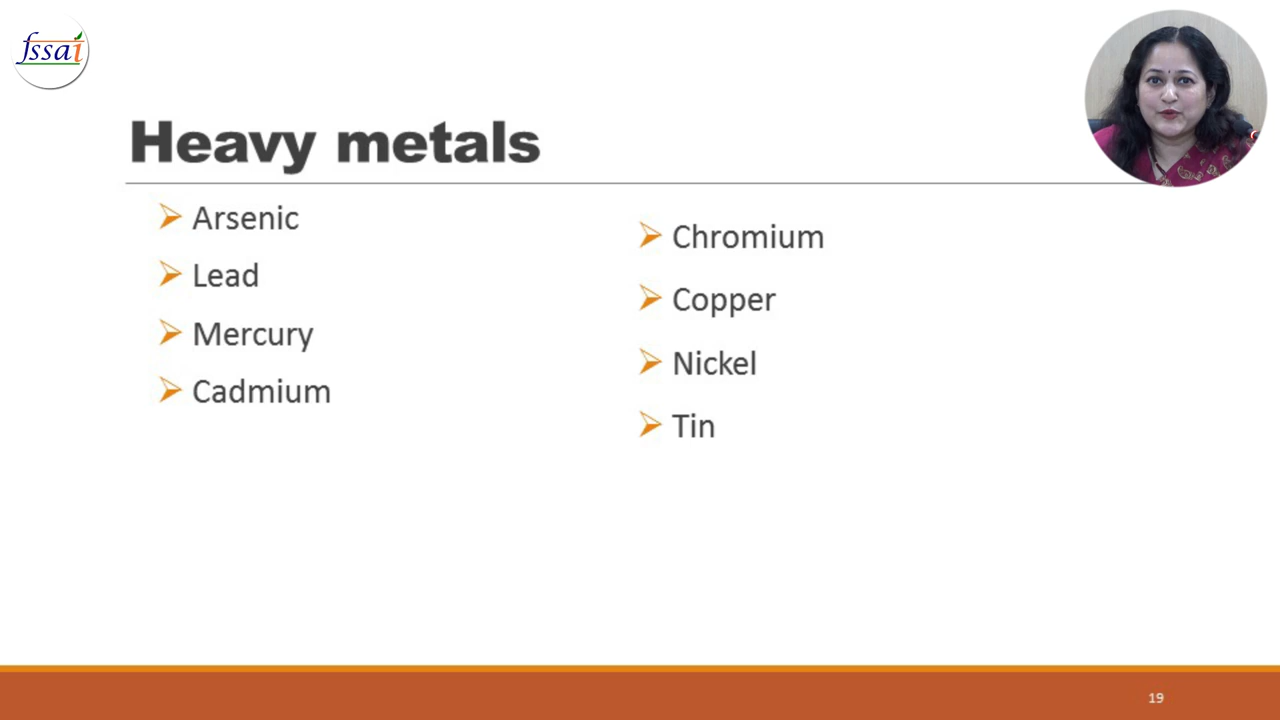 fssai
Heavy metals
Arsenic
Lead
Mercury
Cadmium
Chromium
Copper
Nickel
Tin
19